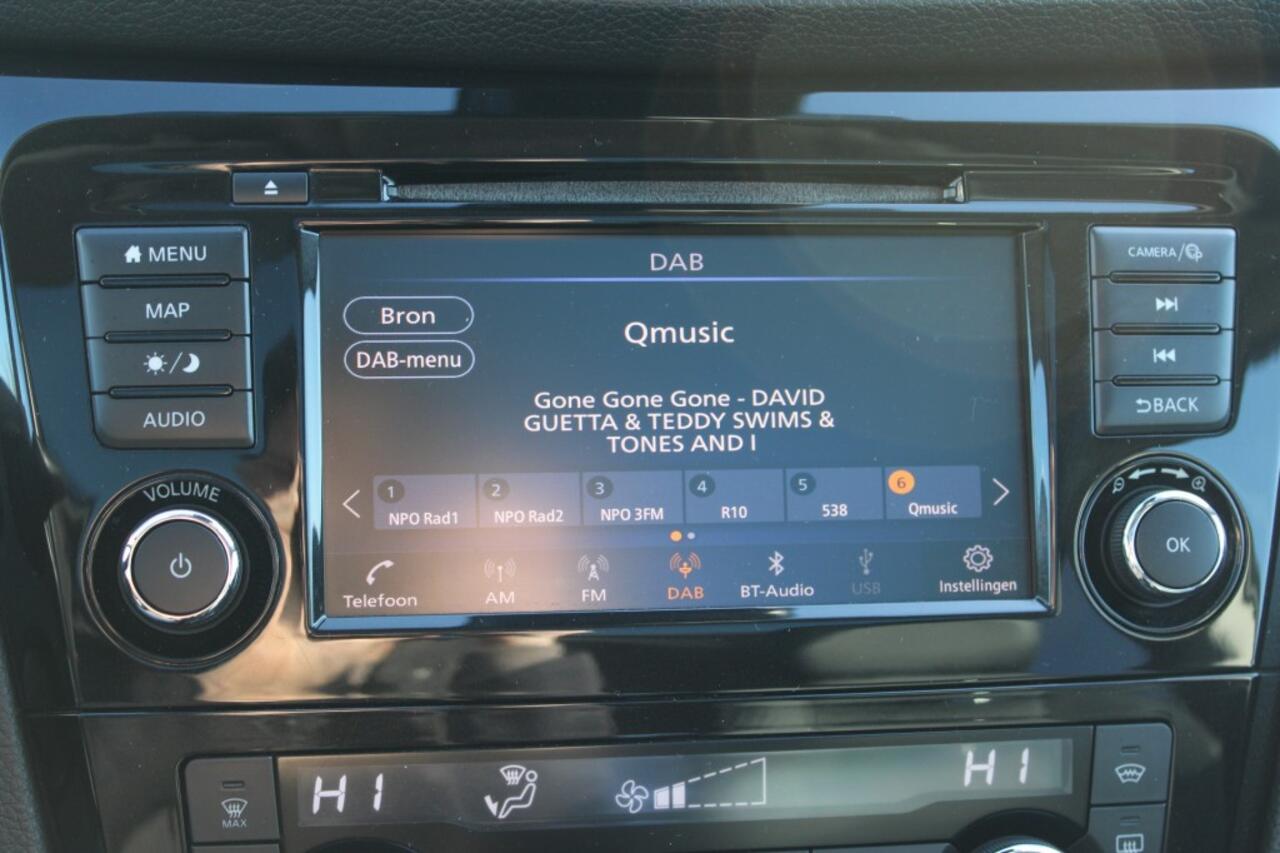 MENU
MAP
AUDIO
VOLUME
DAB
Bron
DAB-menu
Qmusic
Gone Gone Gone - DAVID
GUETTA & TEDDY SWIMS &
TONES AND I
1 2 3 4 5 6
NPO Rad1 NPO Rad2 NPO 3FM R10 538 Qmusic
Telefoon AM FM DAB BT-Audio USB Instellingen
CAMERA/
BACK
OK
HI HI
MAX